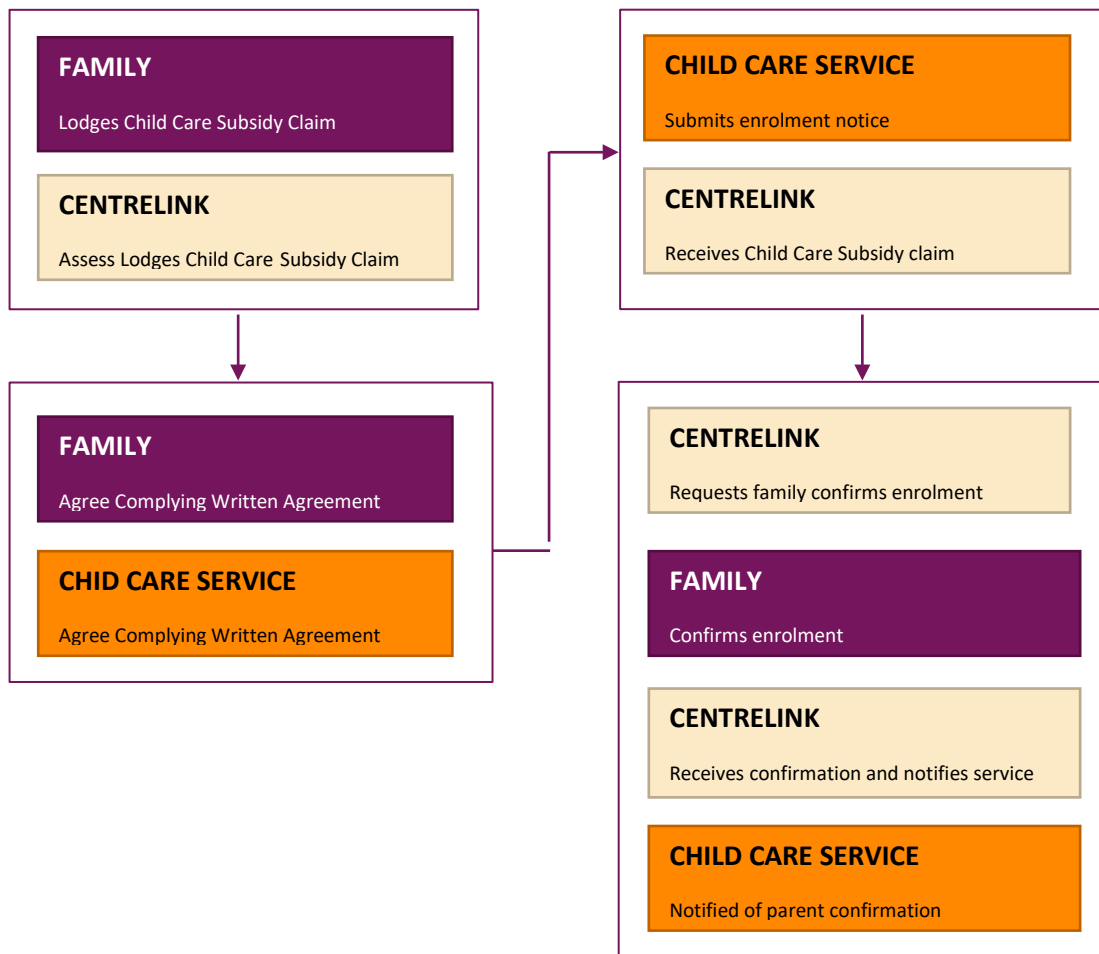 FAMILY
Lodges Child Care Subsidy Claim
CENTRELINK
Assess Lodges Child Care Subsidy Claim
FAMILY
Agree Complying Written Agreement
CHID CARE SERVICE
Agree Complying Written Agreement
CHILD CARE SERVICE
Submits enrolment notice
CENTRELINK
Receives Child Care Subsidy claim
CENTRELINK
Requests family confirms enrolment
FAMILY
Confirms enrolment
CENTRELINK
Receives confirmation and notifies service
CHILD CARE SERVICE
Notified of parent confirmation